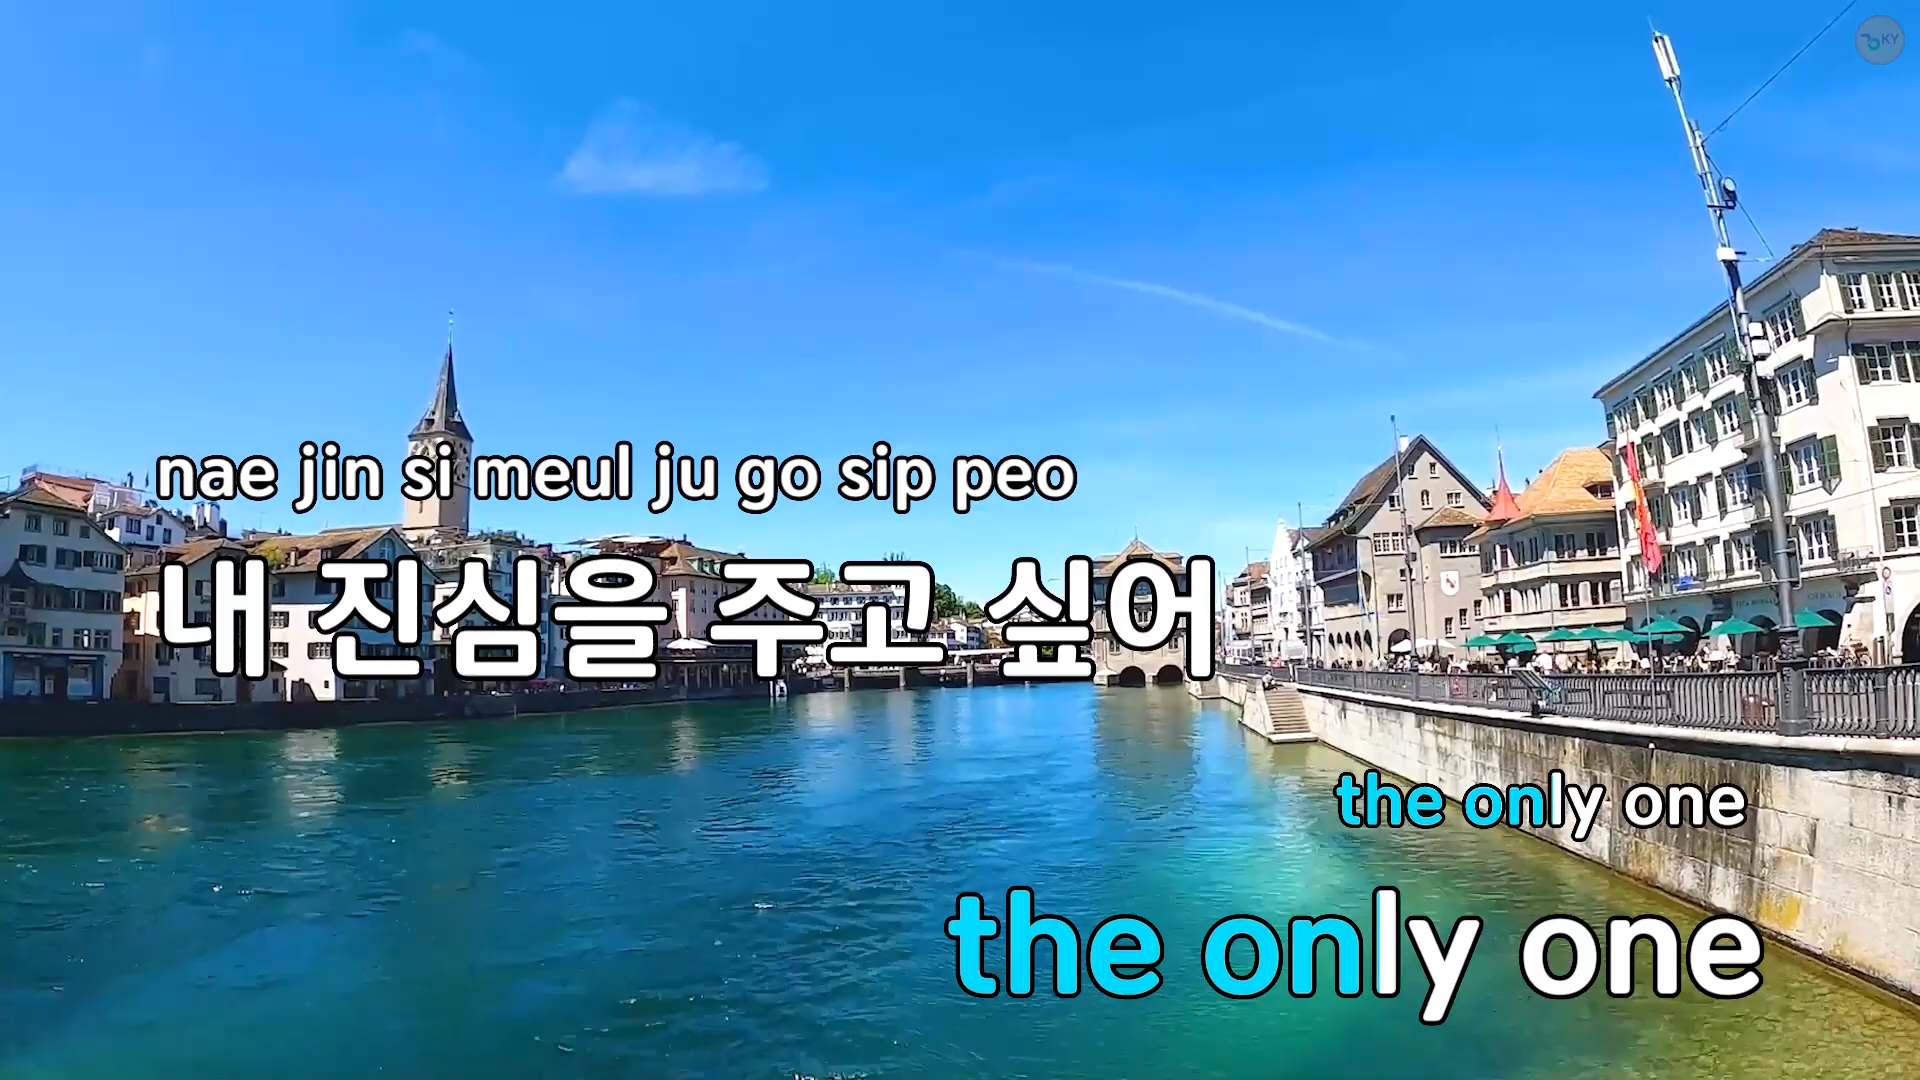 KY
nae jin si meul ju go sip peo
내 진심을 주고 싶어
the only one
the only one